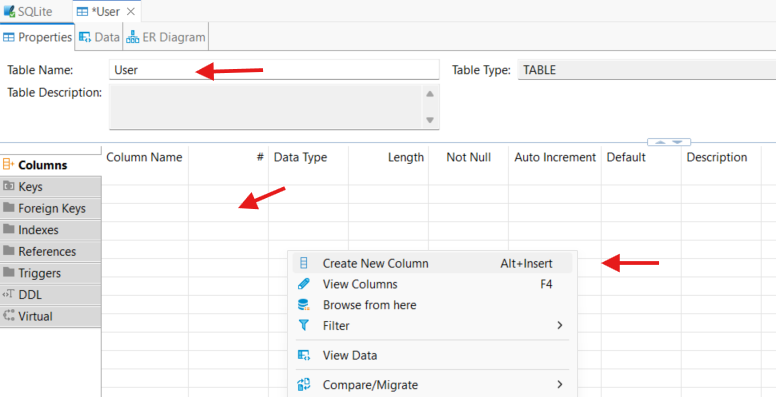 SQLite *User
Properties Data ER Diagram
Table Name: User Table Type: TABLE
Table Description:
Column Name # Data Type Length Not Null Auto Increment Default Description
Columns
Keys
Foreign Keys
Indexes
References
Triggers
DDL
Virtual
Create New Column Alt+Insert
View Columns F4
Browse from here
Filter
View Data
Compare/Migrate